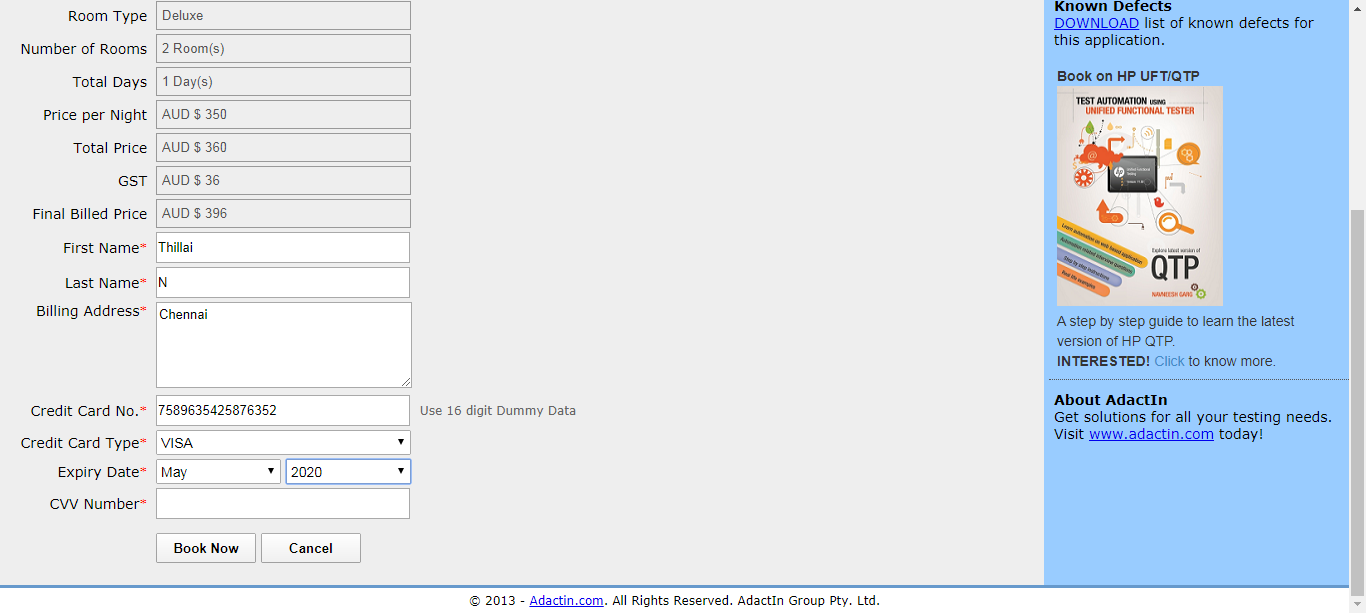 Room Type Deluxe
Number of Rooms 2 Room(s)
Total Days 1 Day(s)
Price per Night AUD $ 350
Total Price AUD $ 360
GST AUD $ 36
Final Billed Price AUD $ 396
First Name* Thillai
Last Name* N
Billing Address* Chennai
Credit Card No.* 7589635425876352 Use 16 digit Dummy Data
Credit Card Type* VISA
Expiry Date* May 2020
CVV Number*
Book Now Cancel
Known Defects
DOWNLOAD list of known defects for
this application.
Book on HP UFT/QTP
TEST AUTOMATION USING
UNIFIED FUNCTIONAL TESTER
hp Unified Functional
Testing
Learn automation on web based application
Automation related interview questions
Step by step instructions
Real life examples
Explore latest version of
QTP
NAVNEESH GARG
A step by step guide to learn the latest
version of HP QTP.
INTERESTED! Click to know more.
About AdactIn
Get solutions for all your testing needs.
Visit www.adactin.com today!
© 2013 - Adactin.com. All Rights Reserved. AdactIn Group Pty. Ltd.